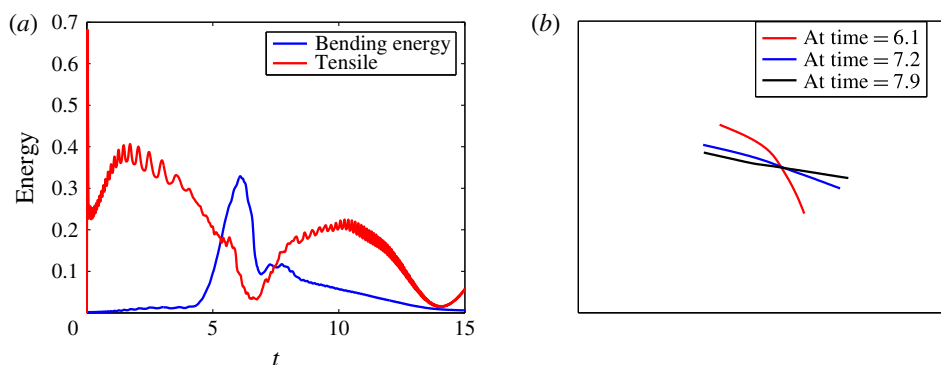 (a)
0.7
0.6
0.5
0.4
0.3
0.2
0.1
0
5
10
15
Energy
t
Bending energy
Tensile
(b)
At time = 6.1
At time = 7.2
At time = 7.9